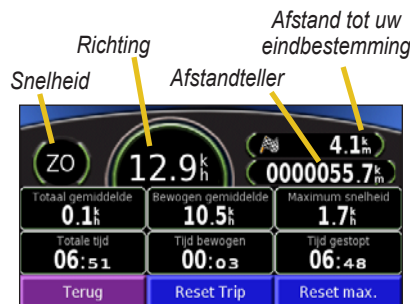 Afstand tot uw
eindbestemming
Richting
Snelheid
Afstandteller
ZO
12.9 k/h
4.1 km
0000055.7 km
Totaal gemiddelde
Bewogen gemiddelde
Maximum snelheid
0.1 k/h
10.5 k/h
1.7 k/h
Totale tijd
Tijd bewogen
Tijd gestopt
06:51
00:03
06:48
Terug
Reset Trip
Reset max.